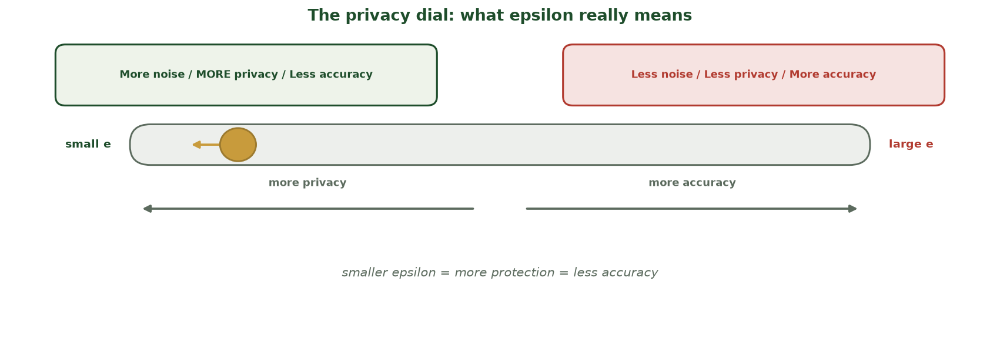 The privacy dial: what epsilon really means
More noise / MORE privacy / Less accuracy
Less noise / Less privacy / More accuracy
small e
large e
more privacy
more accuracy
smaller epsilon = more protection = less accuracy